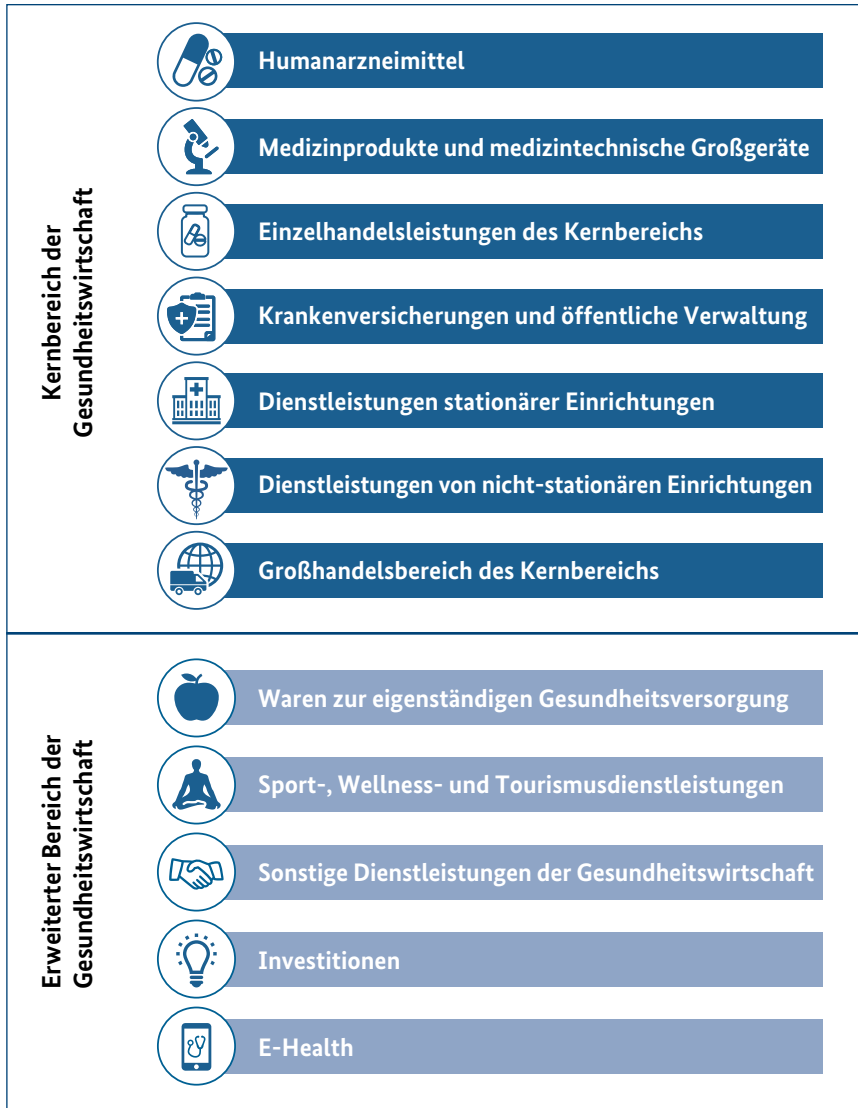 Kernbereich der
Gesundheitswirtschaft
Humanarzneimittel
Medizinprodukte und medizintechnische Großgeräte
Einzelhandelsleistungen des Kernbereichs
Krankenversicherungen und öffentliche Verwaltung
Dienstleistungen stationärer Einrichtungen
Dienstleistungen von nicht-stationären Einrichtungen
Großhandelsbereich des Kernbereichs
Erweiterter Bereich der
Gesundheitswirtschaft
Waren zur eigenständigen Gesundheitsversorgung
Sport-, Wellness- und Tourismusdienstleistungen
Sonstige Dienstleistungen der Gesundheitswirtschaft
Investitionen
E-Health